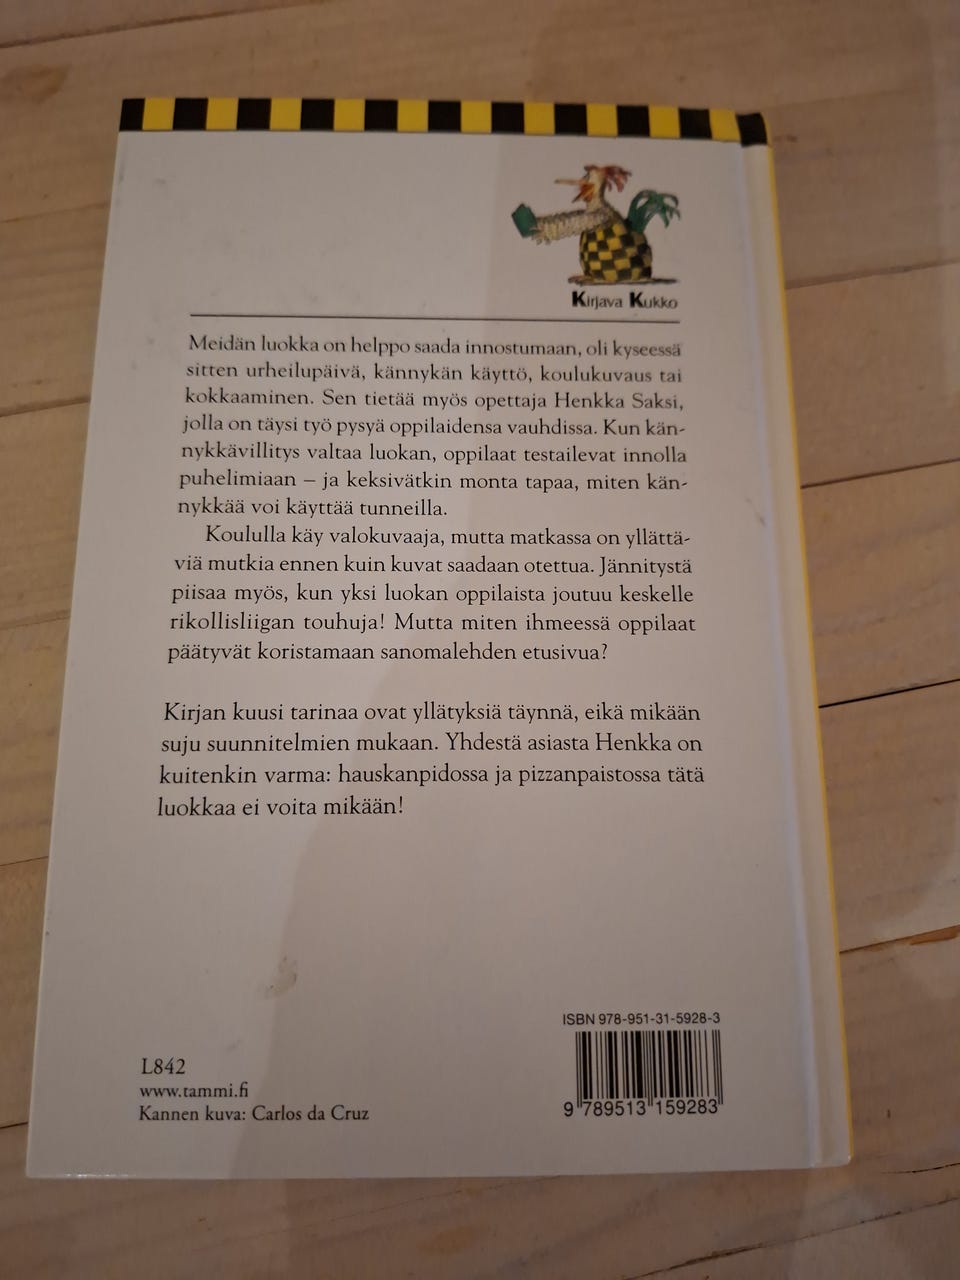 Kirjava Kukko
Meidän luokka on helppo saada innostumaan, oli kyseessä
sitten urheilupäivä, kännykän käyttö, koulukuvaus tai
kokkaaminen. Sen tietää myös opettaja Henkka Saksi,
jolla on täysi työ pysyä oppilaidensa vauhdissa. Kun kän-
nykkävillitys valtaa luokan, oppilaat testailevat innolla
puhelimiaan – ja keksivätkin monta tapaa, miten kän-
nykkää voi käyttää tunneilla.
Koululla käy valokuvaaja, mutta matkassa on yllättä-
viä mutkia ennen kuin kuvat saadaan otettua. Jännitystä
piisaa myös, kun yksi luokan oppilaista joutuu keskelle
rikollisliigan touhuja! Mutta miten ihmeessä oppilaat
päätyvät koristamaan sanomalehden etusivua?
Kirjan kuusi tarinaa ovat yllätyksiä täynnä, eikä mikään
suju suunnitelmien mukaan. Yhdestä asiasta Henkka on
kuitenkin varma: hauskanpidossa ja pizzanpaistossa tätä
luokkaa ei voita mikään!
ISBN 978-951-31-5928-3
9 789513 159283
L842
www.tammi.fi
Kannen kuva: Carlos da Cruz